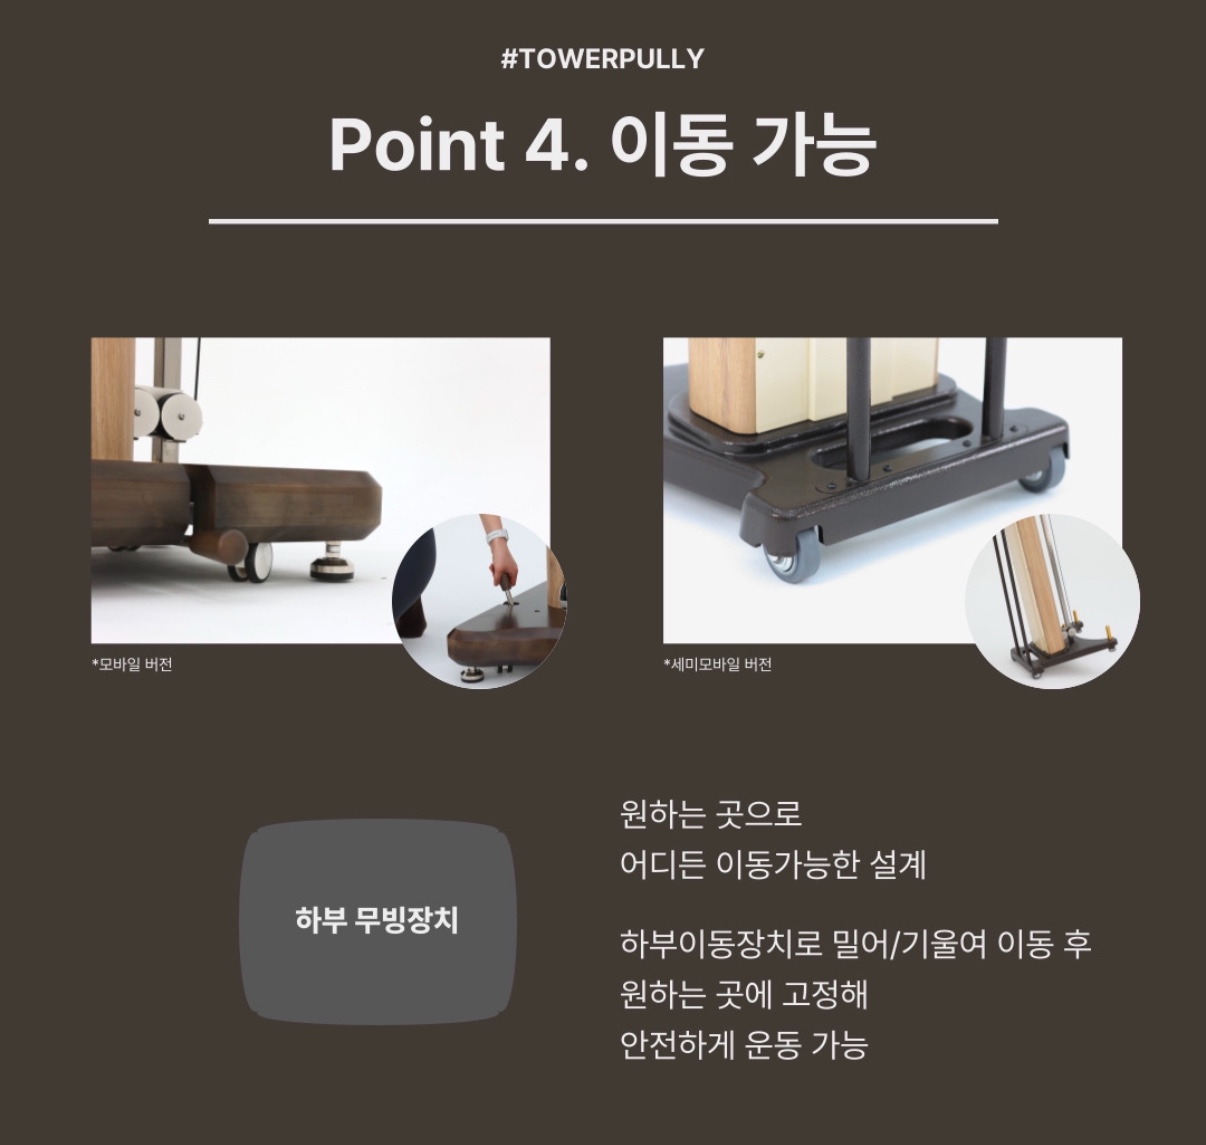 #TOWERPULLY
Point 4. 이동 가능
*모바일 버전
*세미모바일 버전
하부 무빙장치
원하는 곳으로
어디든 이동가능한 설계
하부이동장치로 밀어/기울여 이동 후
원하는 곳에 고정해
안전하게 운동 가능